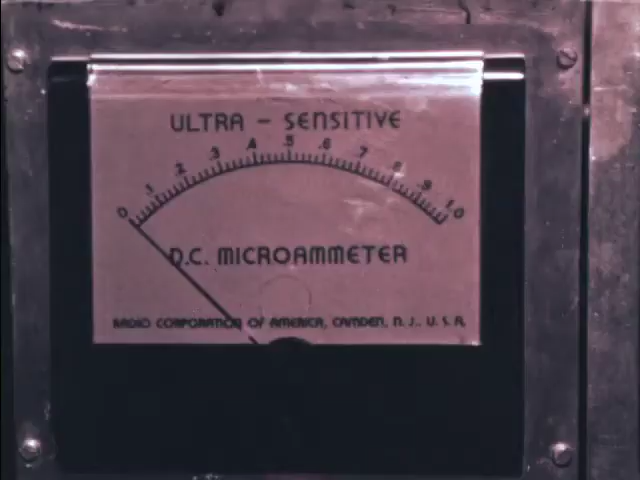 ULTRA - SENSITIVE
0 .1 .2 .3 .4 .5 .6 .7 .8 .9 1.0
D.C. MICROAMMETER
RADIO CORPORATION OF AMERICA, CAMDEN, N. J., U. S. A.